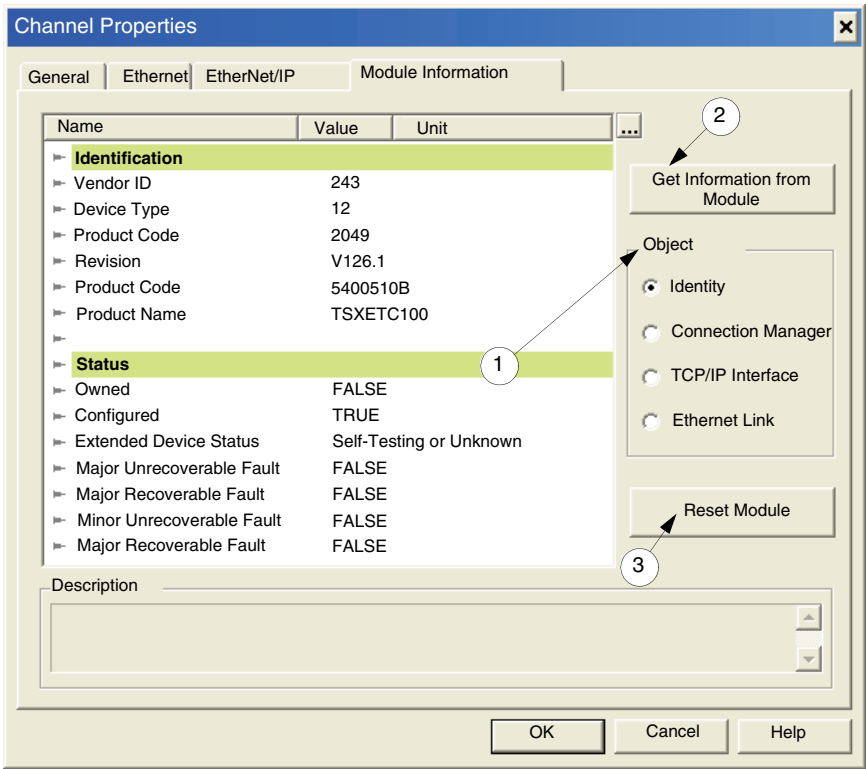 Channel Properties
General Ethernet EtherNet/IP Module Information
Name Value Unit ...
Identification
Vendor ID 243
Device Type 12
Product Code 2049
Revision V126.1
Product Code 5400510B
Product Name TSXETC100
Status
Owned FALSE
Configured TRUE
Extended Device Status Self-Testing or Unknown
Major Unrecoverable Fault FALSE
Major Recoverable Fault FALSE
Minor Unrecoverable Fault FALSE
Major Recoverable Fault FALSE
2
Get Information from
Module
Object
1
Identity
Connection Manager
TCP/IP Interface
Ethernet Link
Reset Module
3
Description
OK Cancel Help